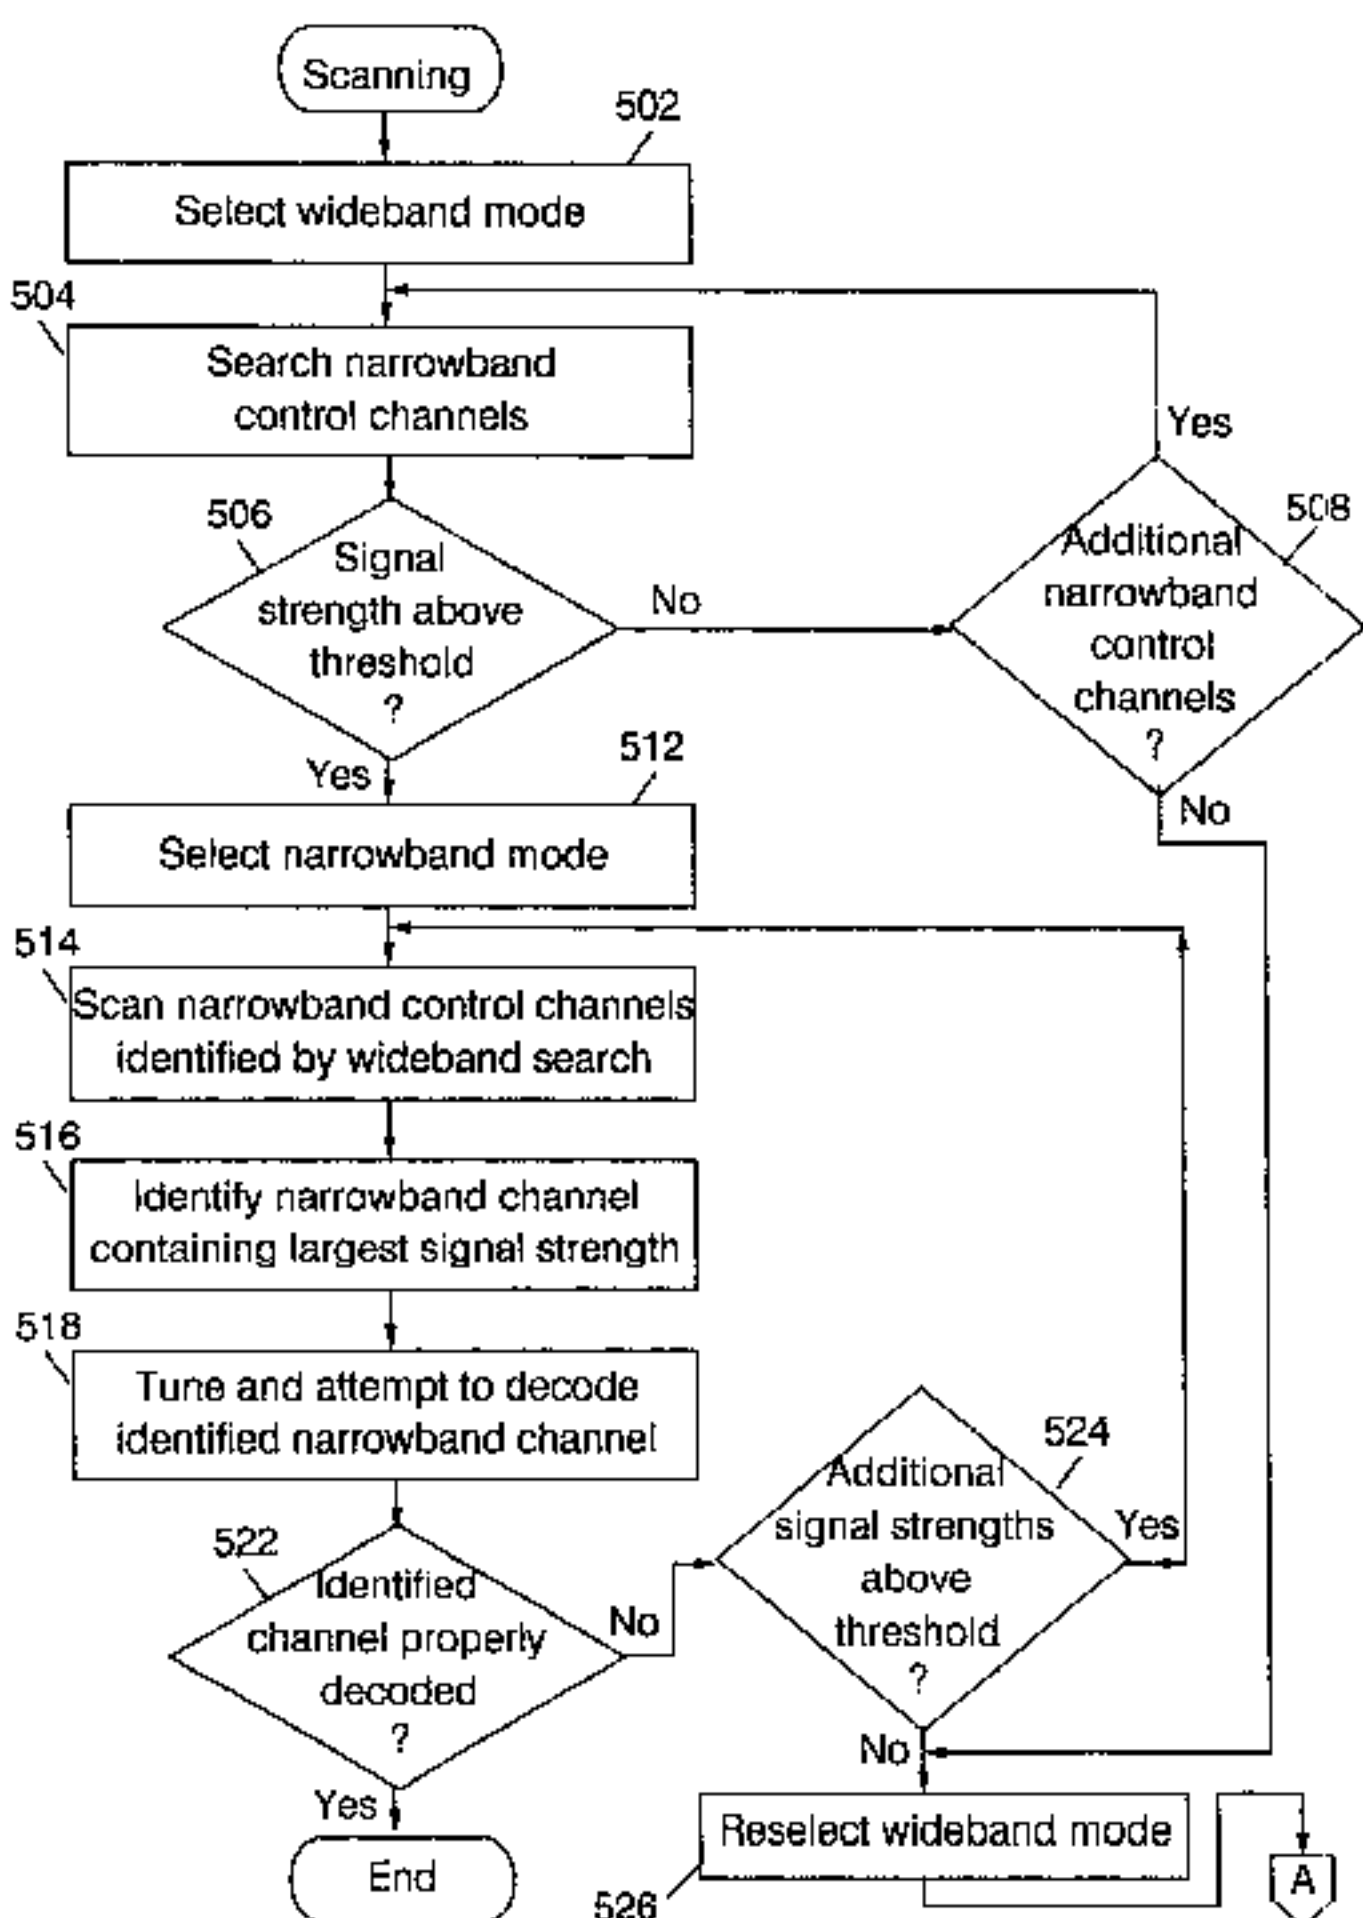 Scanning
502
Select wideband mode
504
Search narrowband
control channels
Yes
506
Signal
strength above
threshold
?
No
508
Additional
narrowband
control
channels
?
Yes
No
512
Select narrowband mode
514
Scan narrowband control channels
identified by wideband search
516
Identify narrowband channel
containing largest signal strength
518
Tune and attempt to decode
identified narrowband channel
522
Identified
channel properly
decoded
?
No
524
Additional
signal strengths
above
threshold
?
Yes
No
Yes
End
Reselect wideband mode
526
A